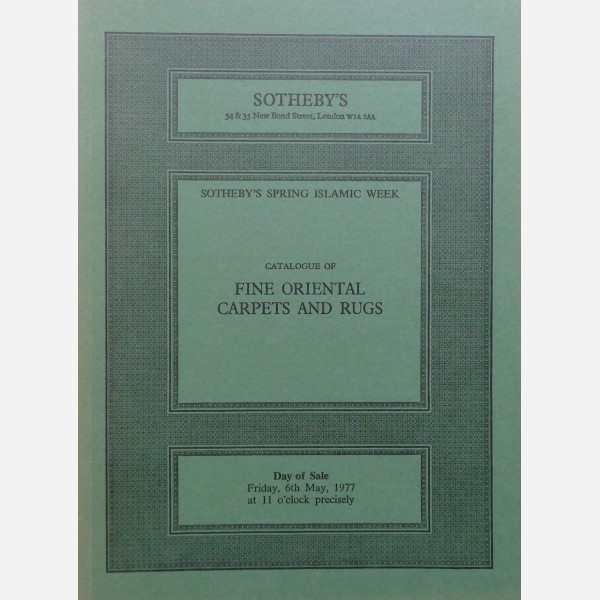 SOTHEBY'S
34 & 35 New Bond Street, London W1A 2AA
SOTHEBY'S SPRING ISLAMIC WEEK
CATALOGUE OF
FINE ORIENTAL
CARPETS AND RUGS
Day of Sale
Friday, 6th May, 1977
at 11 o'clock precisely